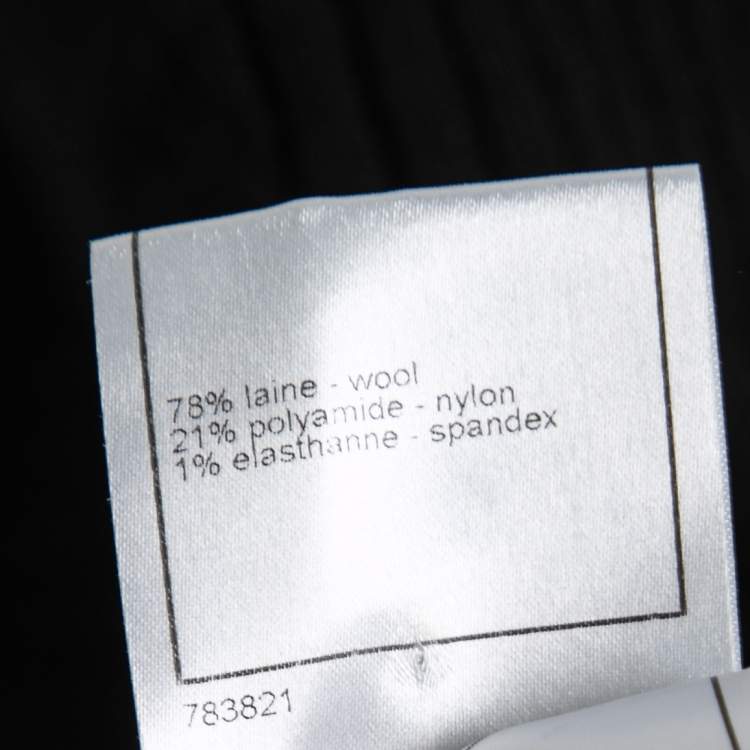 78% laine - wool
21% polyamide - nylon
1% elasthanne - spandex
783821